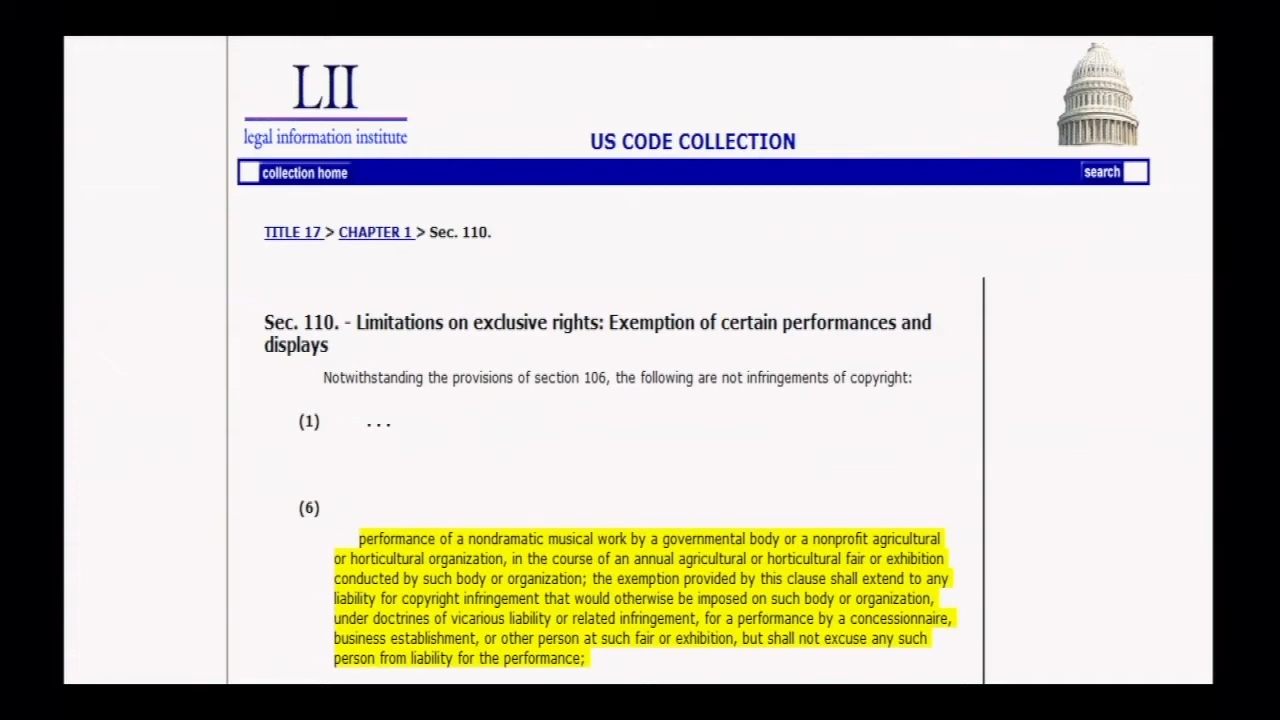 LII
legal information institute
US CODE COLLECTION
collection home
search
TITLE 17 > CHAPTER 1 > Sec. 110.
Sec. 110. - Limitations on exclusive rights: Exemption of certain performances and
displays
Notwithstanding the provisions of section 106, the following are not infringements of copyright:
(1) . . .
(6)
performance of a nondramatic musical work by a governmental body or a nonprofit agricultural
or horticultural organization, in the course of an annual agricultural or horticultural fair or exhibition
conducted by such body or organization; the exemption provided by this clause shall extend to any
liability for copyright infringement that would otherwise be imposed on such body or organization,
under doctrines of vicarious liability or related infringement, for a performance by a concessionnaire,
business establishment, or other person at such fair or exhibition, but shall not excuse any such
person from liability for the performance;